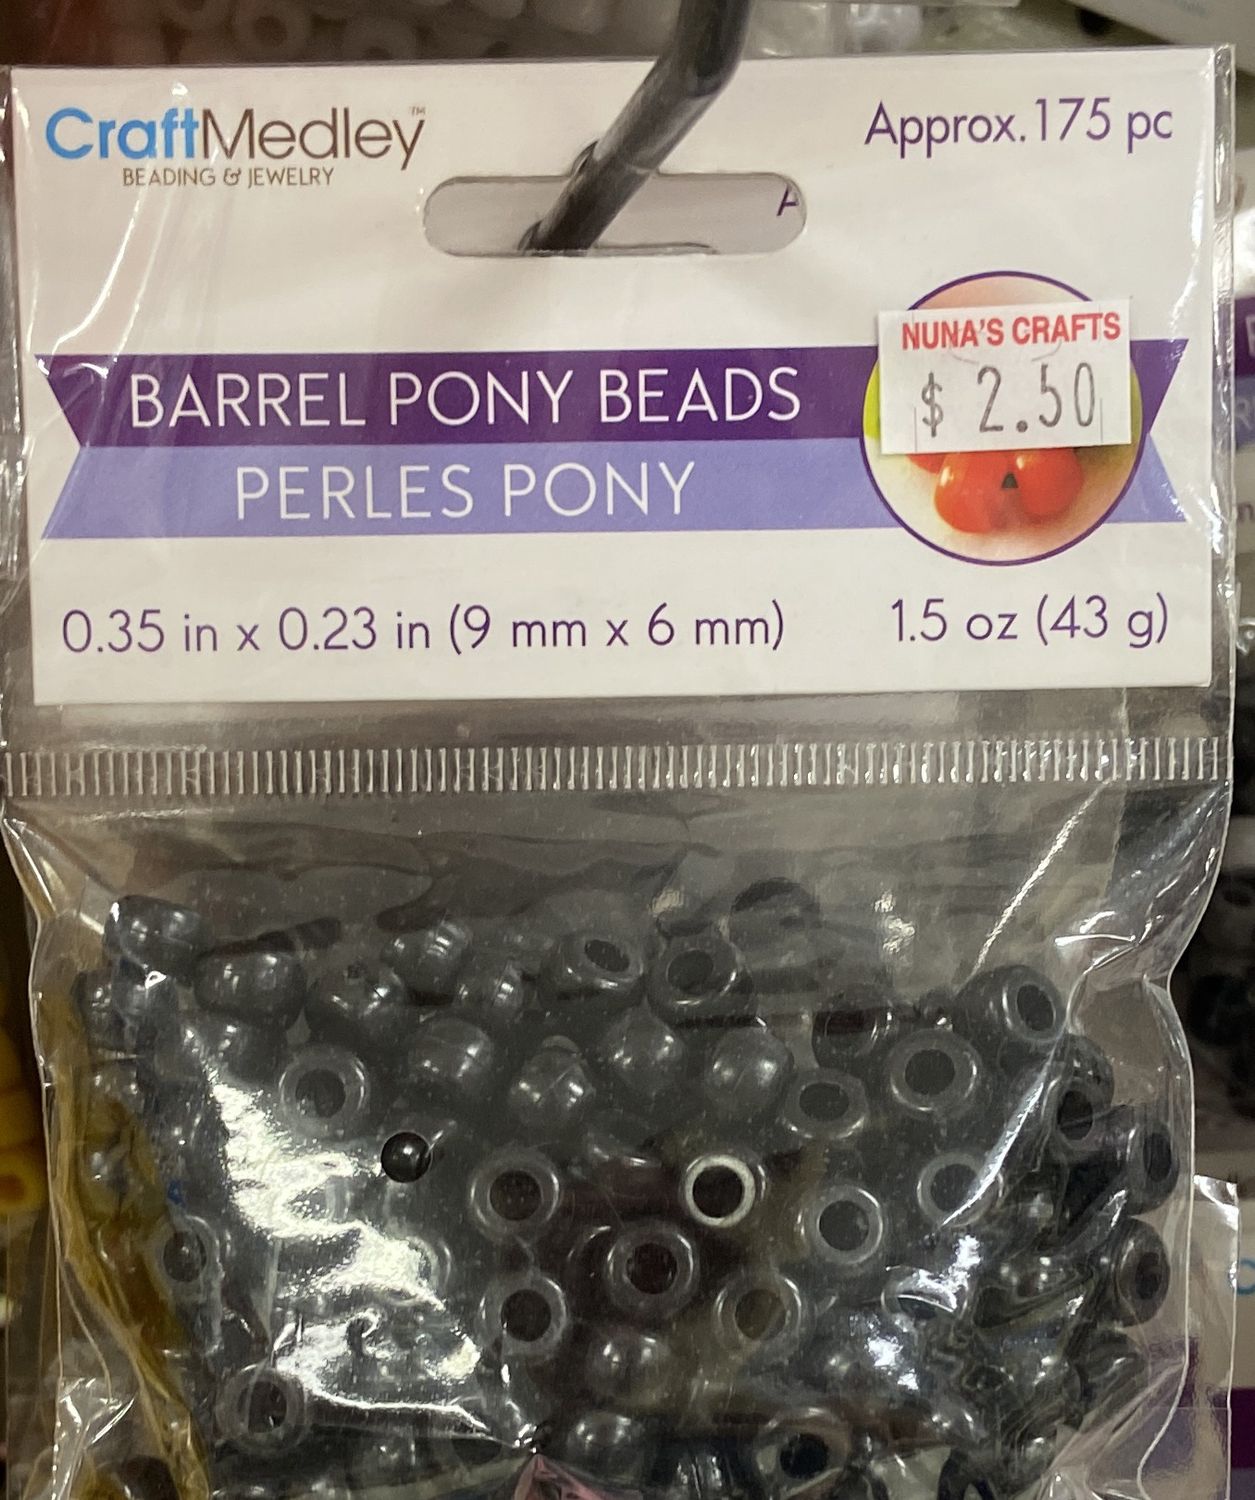 CraftMedley™
BEADING & JEWELRY
Approx. 175 pc
A
NUNA'S CRAFTS
$ 2.50
BARREL PONY BEADS
PERLES PONY
0.35 in x 0.23 in (9 mm x 6 mm)
1.5 oz (43 g)